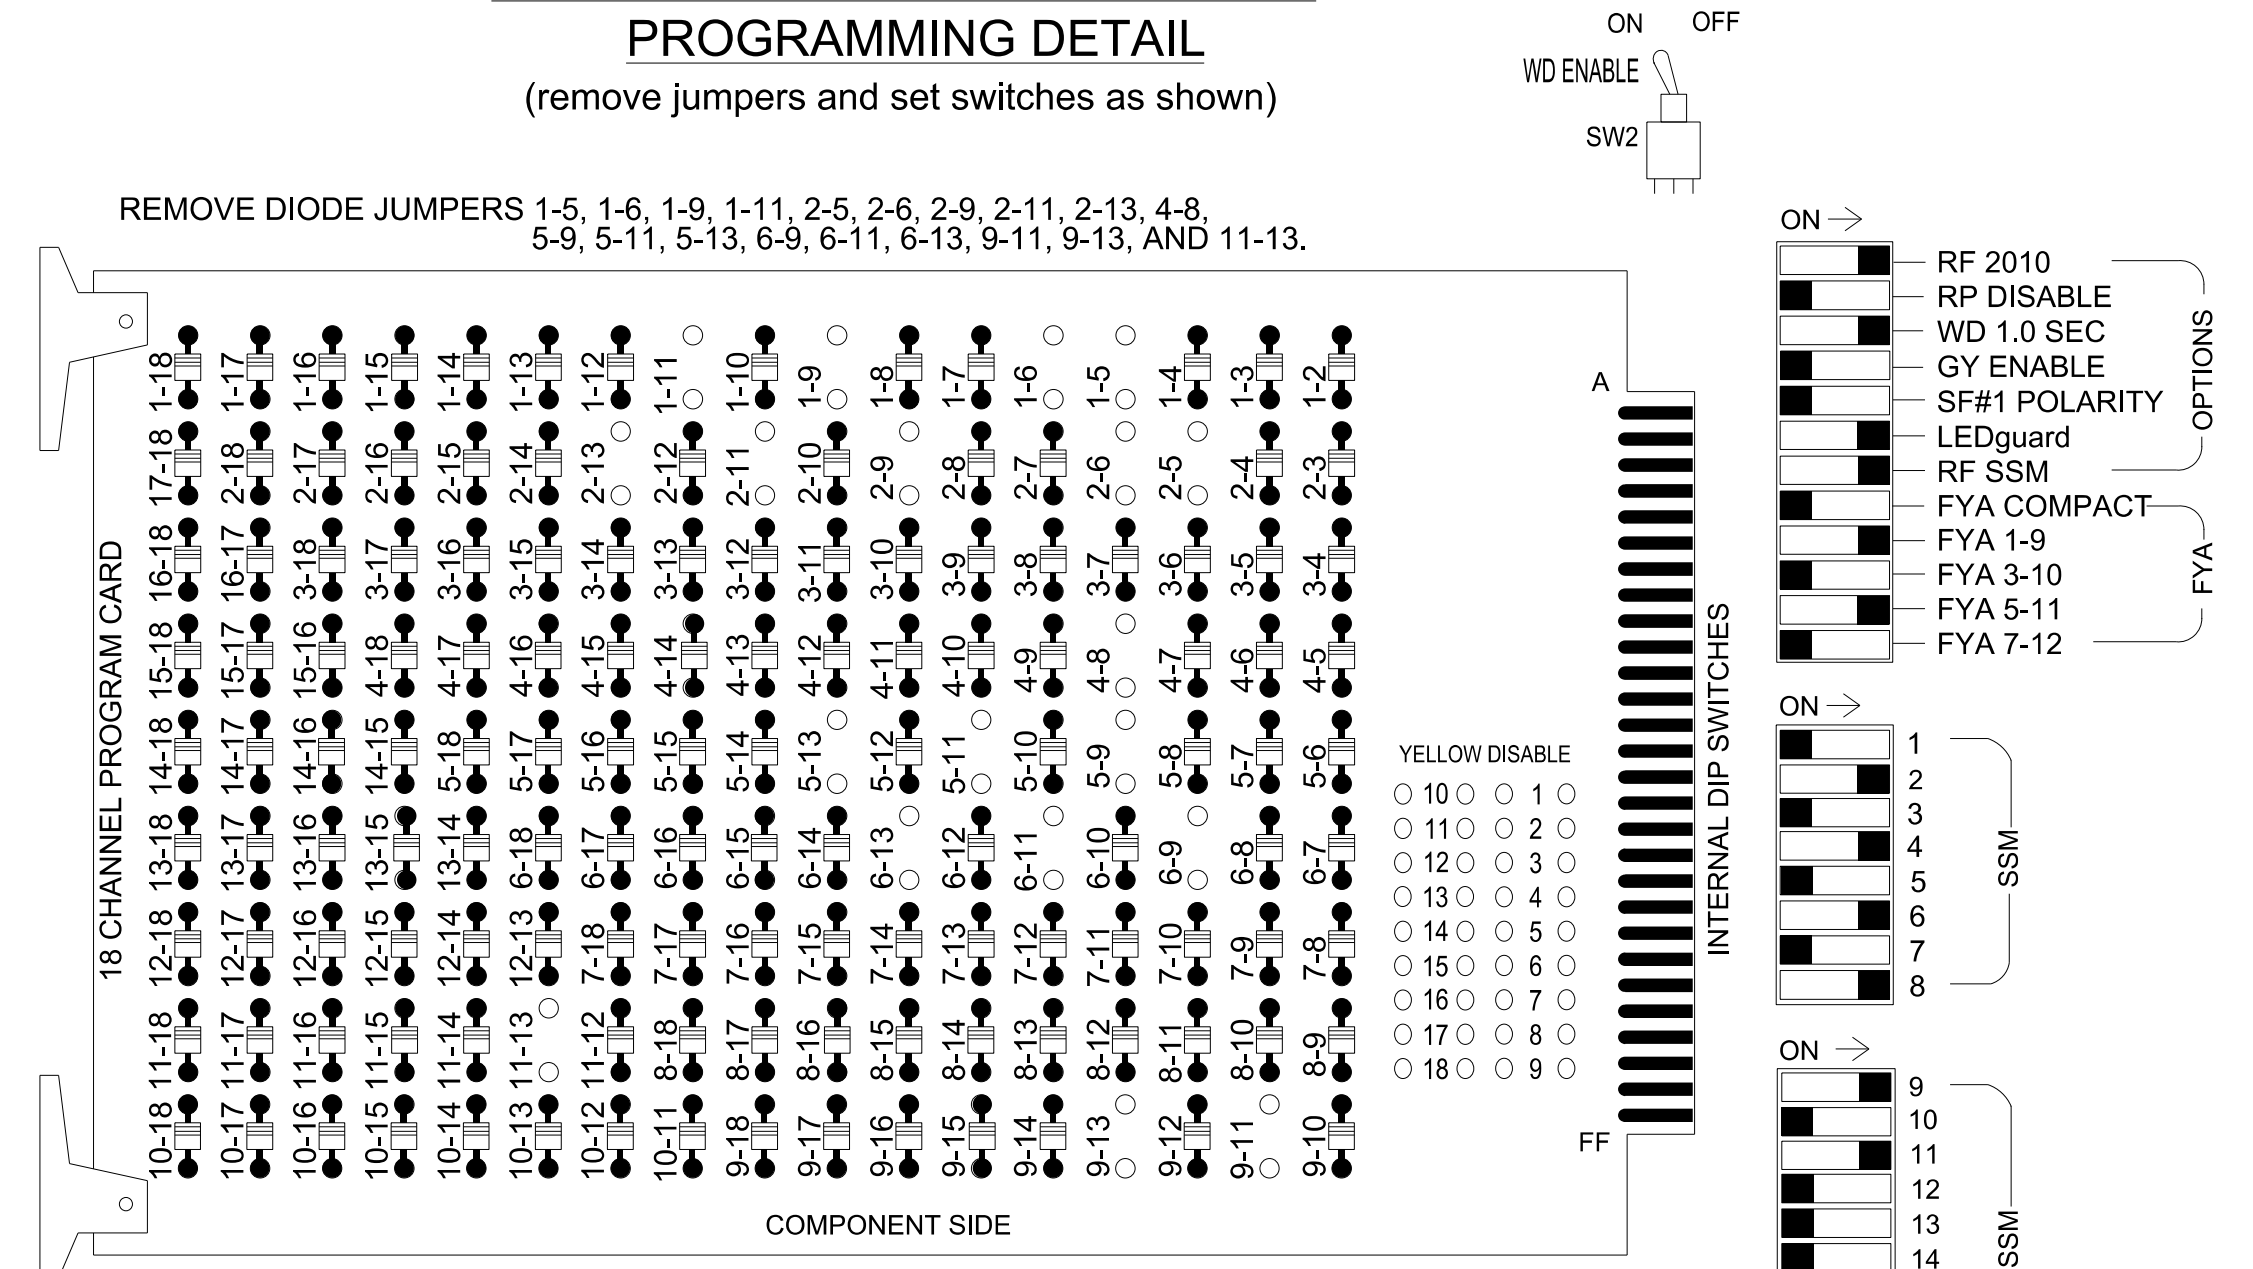 PROGRAMMING DETAIL
(remove jumpers and set switches as shown)
ON OFF
WD ENABLE
SW2
REMOVE DIODE JUMPERS 1-5, 1-6, 1-9, 1-11, 2-5, 2-6, 2-9, 2-11, 2-13, 4-8,
5-9, 5-11, 5-13, 6-9, 6-11, 6-13, 9-11, 9-13, AND 11-13.
18 CHANNEL PROGRAM CARD
1-18 1-17 1-16 1-15 1-14 1-13 1-12 1-11 1-10 1-9 1-8 1-7 1-6 1-5 1-4 1-3 1-2
17-18 2-18 2-17 2-16 2-15 2-14 2-13 2-12 2-11 2-10 2-9 2-8 2-7 2-6 2-5 2-4 2-3
16-18 16-17 3-18 3-17 3-16 3-15 3-14 3-13 3-12 3-11 3-10 3-9 3-8 3-7 3-6 3-5 3-4
15-18 15-17 15-16 4-18 4-17 4-16 4-15 4-14 4-13 4-12 4-11 4-10 4-9 4-8 4-7 4-6 4-5
14-18 14-17 14-16 14-15 5-18 5-17 5-16 5-15 5-14 5-13 5-12 5-11 5-10 5-9 5-8 5-7 5-6
13-18 13-17 13-16 13-15 13-14 6-18 6-17 6-16 6-15 6-14 6-13 6-12 6-11 6-10 6-9 6-8 6-7
12-18 12-17 12-16 12-15 12-14 12-13 7-18 7-17 7-16 7-15 7-14 7-13 7-12 7-11 7-10 7-9 7-8
11-18 11-17 11-16 11-15 11-14 11-13 11-12 8-18 8-17 8-16 8-15 8-14 8-13 8-12 8-11 8-10 8-9
10-18 10-17 10-16 10-15 10-14 10-13 10-12 10-11 9-18 9-17 9-16 9-15 9-14 9-13 9-12 9-11 9-10
COMPONENT SIDE
YELLOW DISABLE
10 1
11 2
12 3
13 4
14 5
15 6
16 7
17 8
18 9
A
FF
INTERNAL DIP SWITCHES
ON →
RF 2010
RP DISABLE
WD 1.0 SEC
GY ENABLE
SF#1 POLARITY
LEDguard
RF SSM
OPTIONS
FYA COMPACT
FYA 1-9
FYA 3-10
FYA 5-11
FYA 7-12
FYA
ON →
1
2
3
4
5
6
7
8
SSM
ON →
9
10
11
12
13
14
SSM